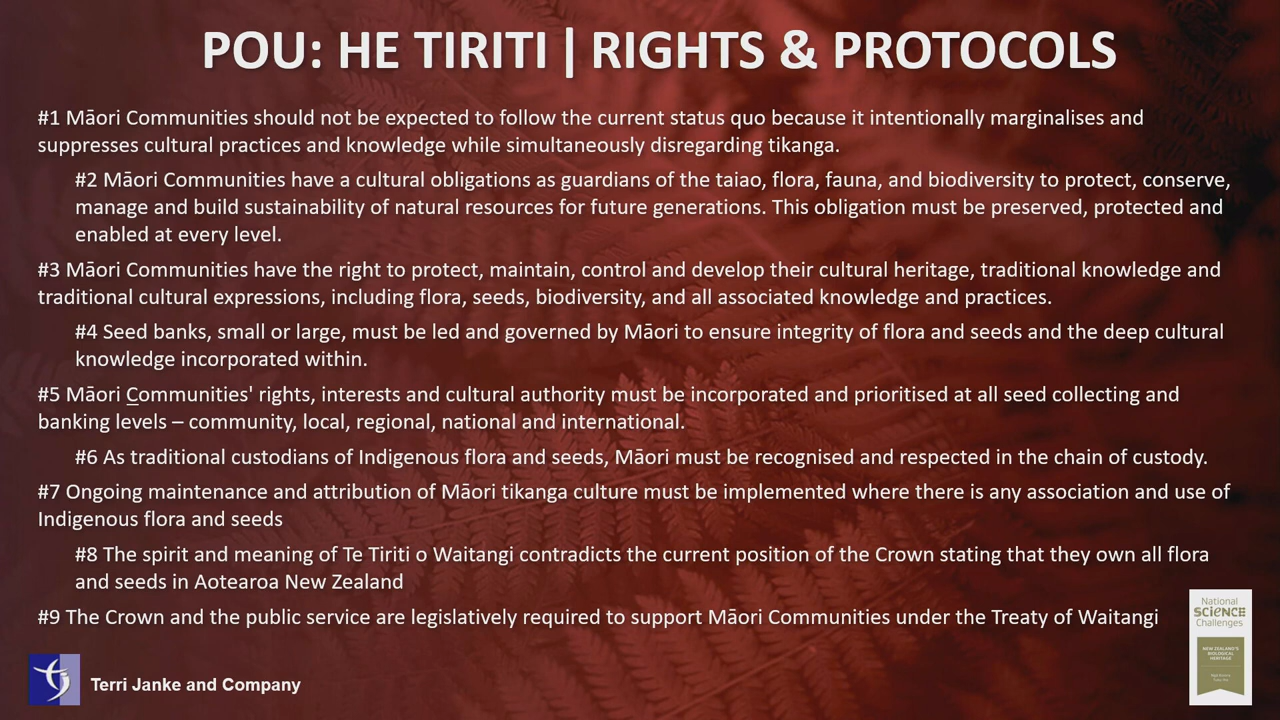 POU: HE TIRITI | RIGHTS & PROTOCOLS
#1 Māori Communities should not be expected to follow the current status quo because it intentionally marginalises and
suppresses cultural practices and knowledge while simultaneously disregarding tikanga.
#2 Māori Communities have a cultural obligations as guardians of the taiao, flora, fauna, and biodiversity to protect, conserve,
manage and build sustainability of natural resources for future generations. This obligation must be preserved, protected and
enabled at every level.
#3 Māori Communities have the right to protect, maintain, control and develop their cultural heritage, traditional knowledge and
traditional cultural expressions, including flora, seeds, biodiversity, and all associated knowledge and practices.
#4 Seed banks, small or large, must be led and governed by Māori to ensure integrity of flora and seeds and the deep cultural
knowledge incorporated within.
#5 Māori Communities' rights, interests and cultural authority must be incorporated and prioritised at all seed collecting and
banking levels – community, local, regional, national and international.
#6 As traditional custodians of Indigenous flora and seeds, Māori must be recognised and respected in the chain of custody.
#7 Ongoing maintenance and attribution of Māori tikanga culture must be implemented where there is any association and use of
Indigenous flora and seeds
#8 The spirit and meaning of Te Tiriti o Waitangi contradicts the current position of the Crown stating that they own all flora
and seeds in Aotearoa New Zealand
#9 The Crown and the public service are legislatively required to support Māori Communities under the Treaty of Waitangi
National
SCIENCE
Challenges
NEW ZEALAND'S
BIOLOGICAL
HERITAGE
Terri Janke and Company